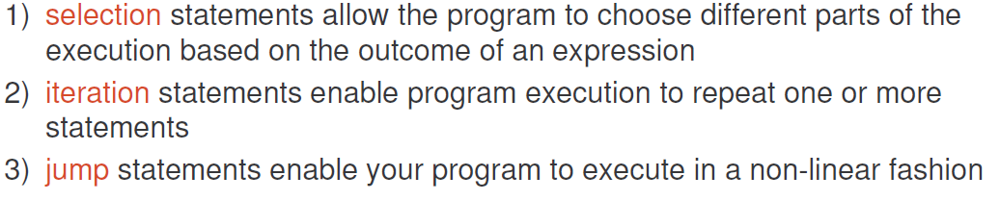 1) selection statements allow the program to choose different parts of the
execution based on the outcome of an expression
2) iteration statements enable program execution to repeat one or more
statements
3) jump statements enable your program to execute in a non-linear fashion